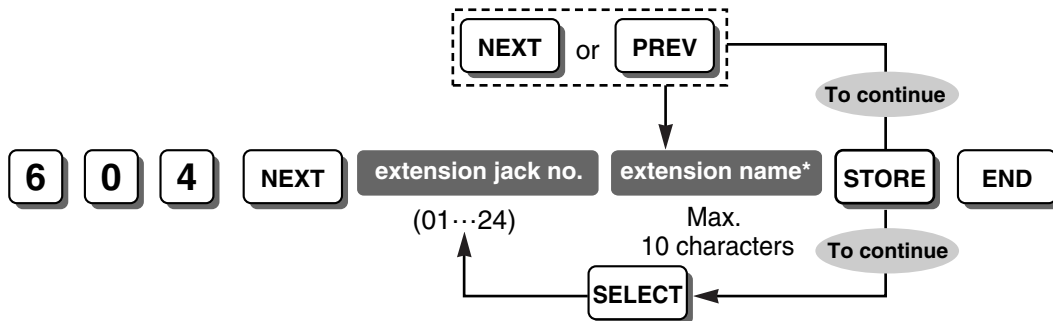 NEXT or PREV
To continue
6 0 4 NEXT extension jack no. extension name* STORE END
(01···24) Max.
10 characters To continue
SELECT